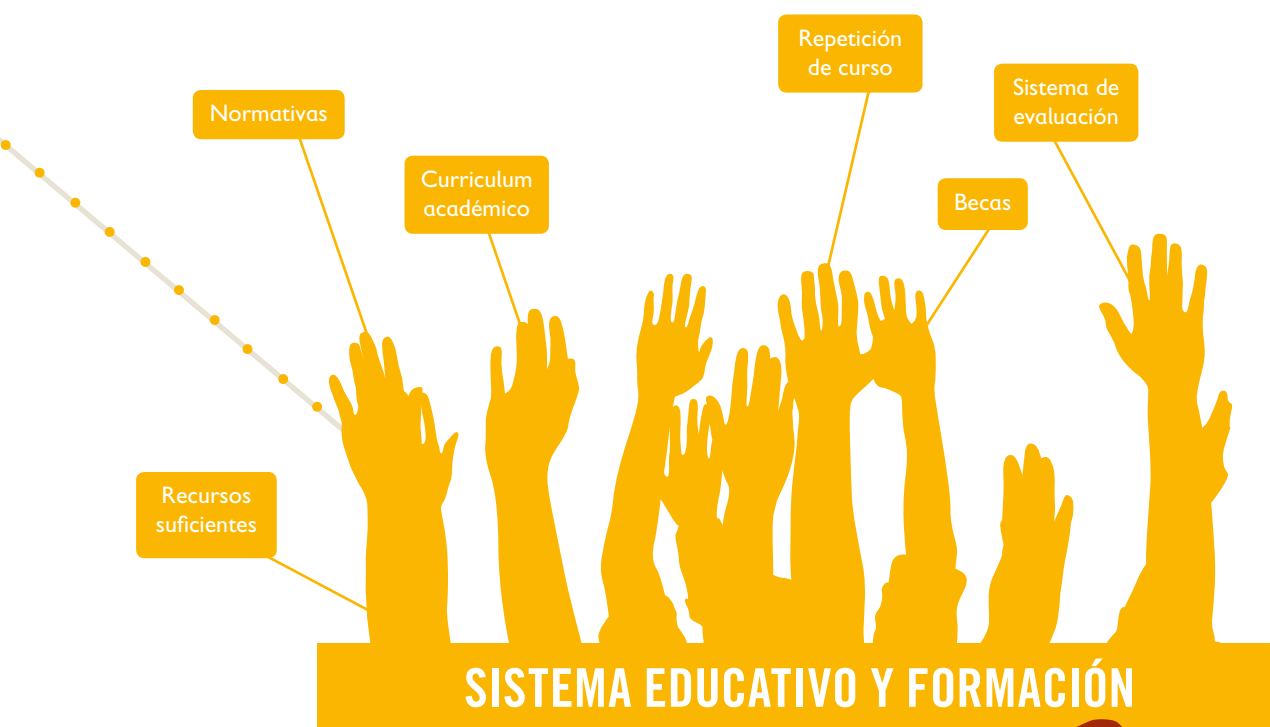 Repetición
de curso
Sistema de
evaluación
Normativas
Curriculum
académico
Becas
Recursos
suficientes
SISTEMA EDUCATIVO Y FORMACIÓN